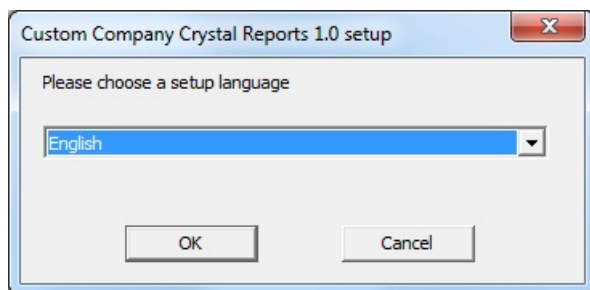 Custom Company Crystal Reports 1.0 setup
Please choose a setup language
English
OK
Cancel